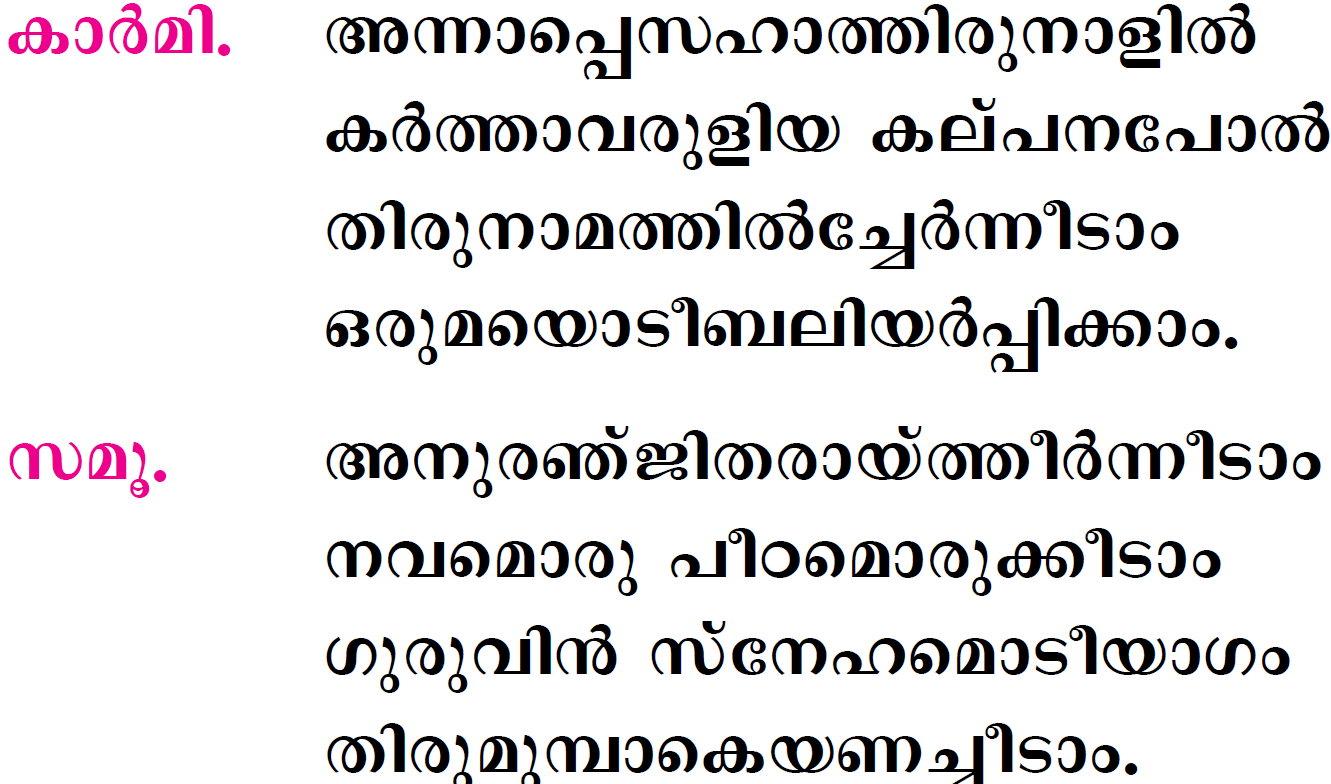 കാർമി. അന്നാപ്പെസഹാത്തിരുനാളിൽ
കർത്താവരുളിയ കല്പനപോൽ
തിരുനാമത്തിൽച്ചേർന്നീടാം
ഒരുമയൊടീബലിയർപ്പിക്കാം.
സമൂ. അനുരഞ്ജിതരായ്ത്തീർന്നീടാം
നവമൊരു പീഠമൊരുക്കീടാം
ഗുരുവിൻ സ്നേഹമൊടീയാഗം
തിരുമുമ്പാകെയണച്ചീടാം.